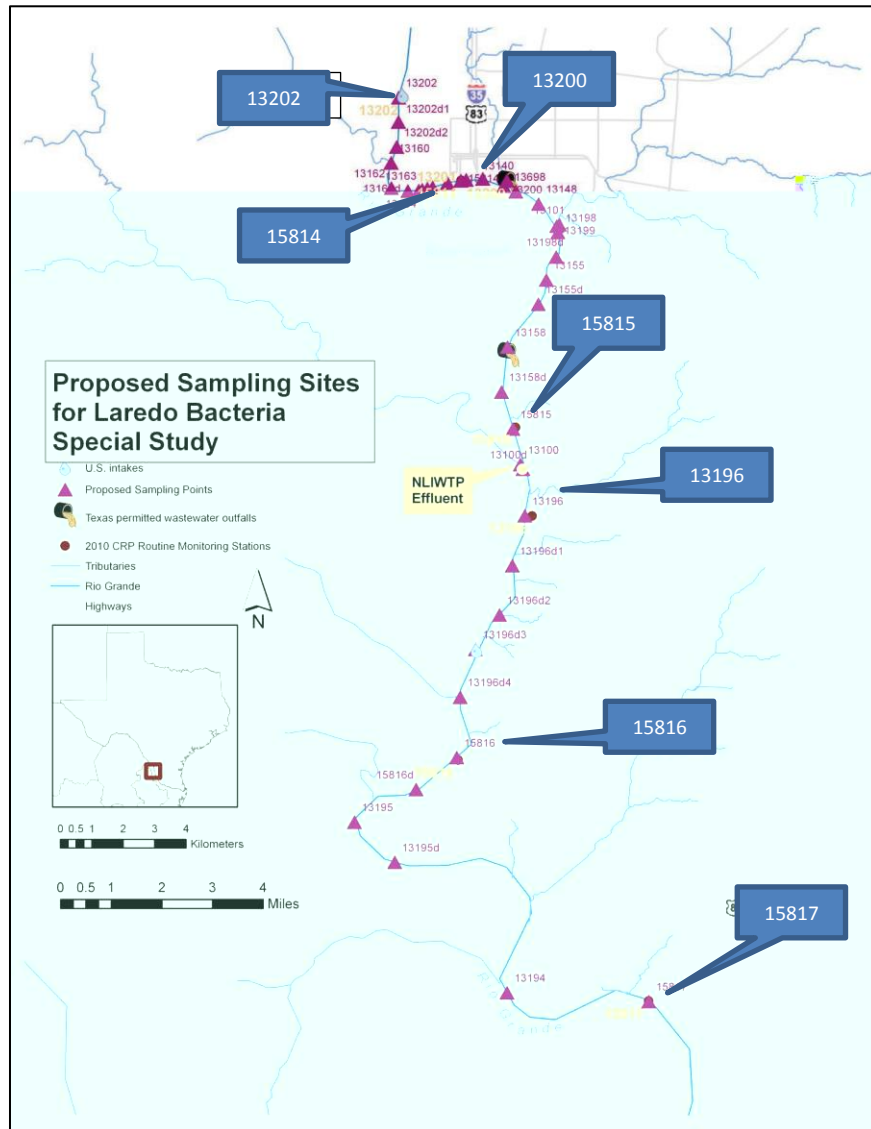 13202
13200
15814
15815
13196
15816
15817
13202
13202
13202d1
13202d2
13160
13162
13163
35
83
13140
13698
13200
13148
13101
13198
13199
13198d
13155
13155d
13158
13158d
15815
13100
13100d
NLIWTP
Effluent
13196
13196d1
13196d2
13196d3
13196d4
15816
15816d
13195
13195d
13194
Rio Grande
Proposed Sampling Sites
for Laredo Bacteria
Special Study
U.S. intakes
Proposed Sampling Points
Texas permitted wastewater outfalls
2010 CRP Routine Monitoring Stations
Tributaries
Rio Grande
Highways
N
0 0.5 1 2 3 4
Kilometers
0 0.5 1 2 3 4
Miles